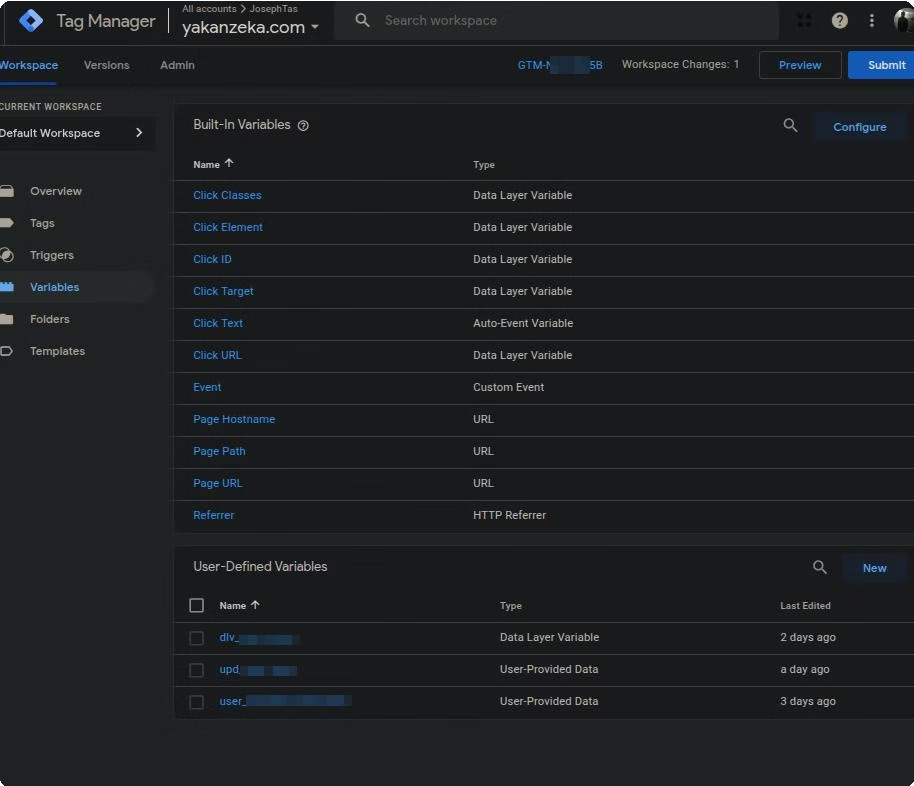 Tag Manager
All accounts > JosephTas
yakanzeka.com
Search workspace
Workspace Versions Admin
GTM-N 5B Workspace Changes: 1 Preview Submit
CURRENT WORKSPACE
Default Workspace
Overview
Tags
Triggers
Variables
Folders
Templates
Built-In Variables
Configure
Name Type
Click Classes Data Layer Variable
Click Element Data Layer Variable
Click ID Data Layer Variable
Click Target Data Layer Variable
Click Text Auto-Event Variable
Click URL Data Layer Variable
Event Custom Event
Page Hostname URL
Page Path URL
Page URL URL
Referrer HTTP Referrer
User-Defined Variables
New
Name Type Last Edited
dlv_ Data Layer Variable 2 days ago
upd_ User-Provided Data a day ago
user_ User-Provided Data 3 days ago